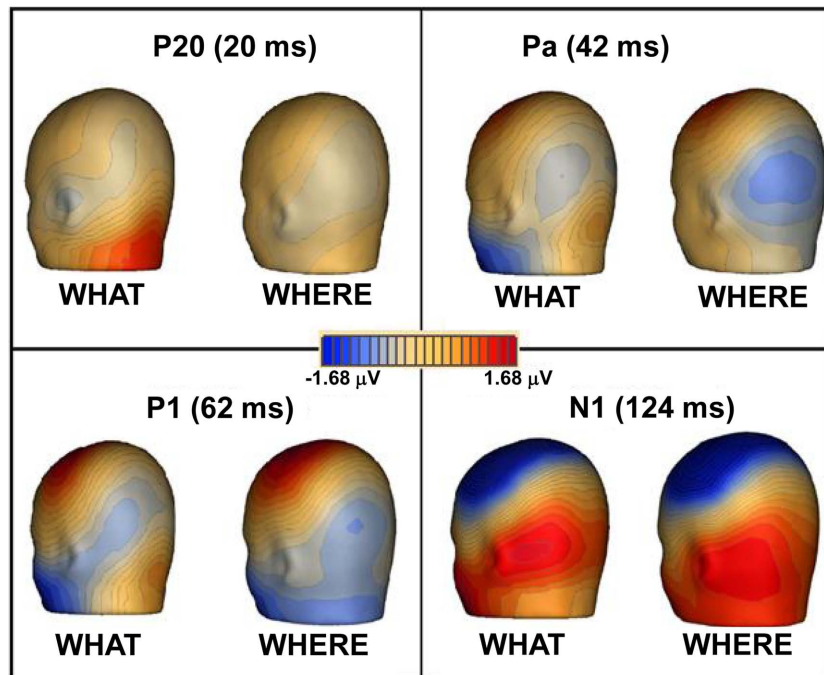 P20 (20 ms)
Pa (42 ms)
WHAT
WHERE
WHAT
WHERE
-1.68 μV
1.68 μV
P1 (62 ms)
N1 (124 ms)
WHAT
WHERE
WHAT
WHERE